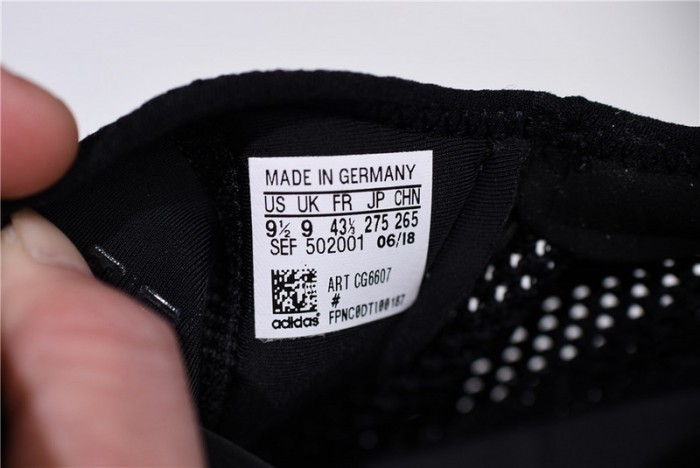 MADE IN GERMANY
US UK FR JP CHN
9½ 9 43⅓ 275 265
SEF 502001 06/18
ART CG6607
#
adidas FPNC0DTL00187